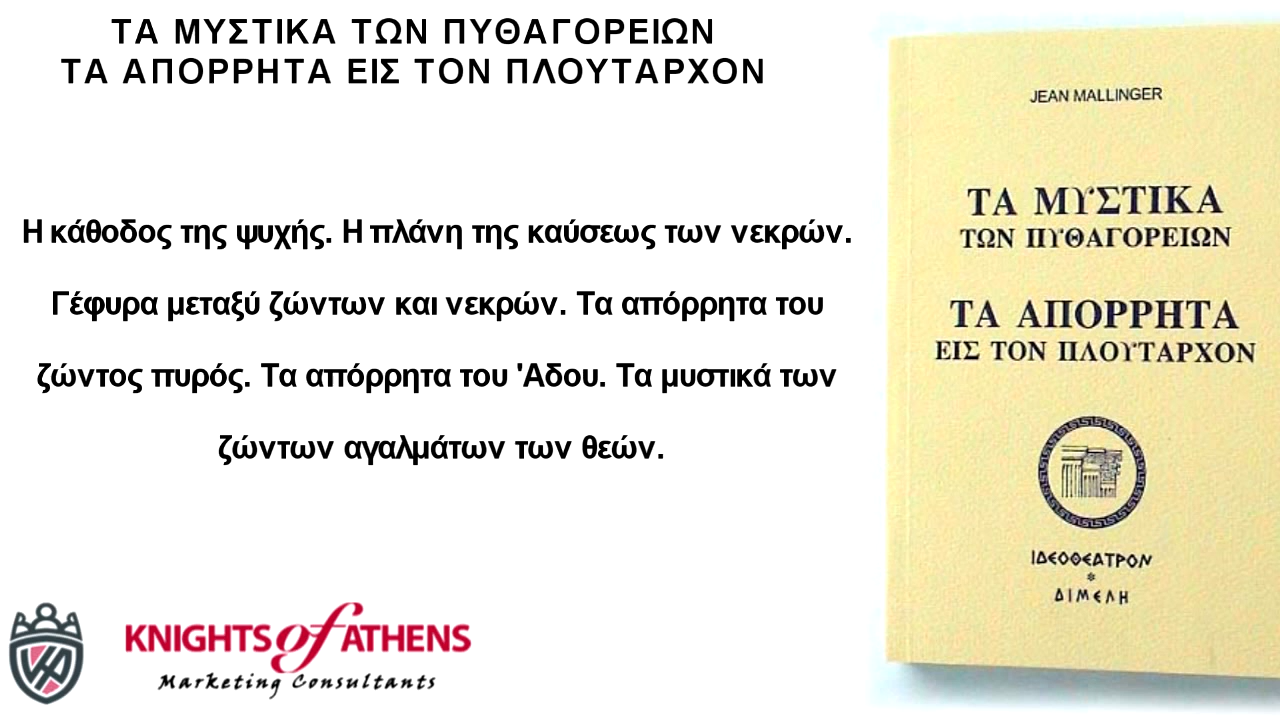 ΤΑ ΜΥΣΤΙΚΑ ΤΩΝ ΠΥΘΑΓΟΡΕΙΩΝ
ΤΑ ΑΠΟΡΡΗΤΑ ΕΙΣ ΤΟΝ ΠΛΟΥΤΑΡΧΟΝ
Η κάθοδος της ψυχής. Η πλάνη της καύσεως των νεκρών.
Γέφυρα μεταξύ ζώντων και νεκρών. Τα απόρρητα του
ζώντος πυρός. Τα απόρρητα του 'Αδου. Τα μυστικά των
ζώντων αγαλμάτων των θεών.
KNIGHTS of ATHENS
Marketing Consultants
JEAN MALLINGER
ΤΑ ΜΥΣΤΙΚΑ
ΤΩΝ ΠΥΘΑΓΟΡΕΙΩΝ
ΤΑ ΑΠΟΡΡΗΤΑ
ΕΙΣ ΤΟΝ ΠΛΟΥΤΑΡΧΟΝ
ΙΔΕΟΘΕΑΤΡΟΝ
*
ΔΙΜΕΛΗ